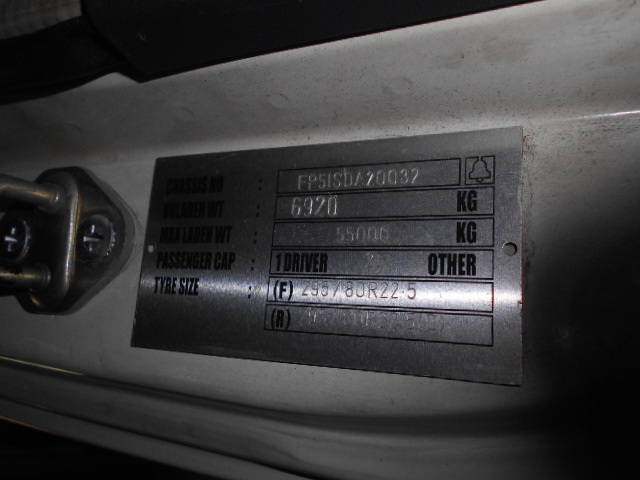 CHASSIS NO : FP51SDA20032
UNLADEN WT : 6920 KG
MAX LADEN WT : 55000 KG
PASSENGER CAP : 1 DRIVER OTHER
TYRE SIZE : (F) 295/80R22.5
(R)